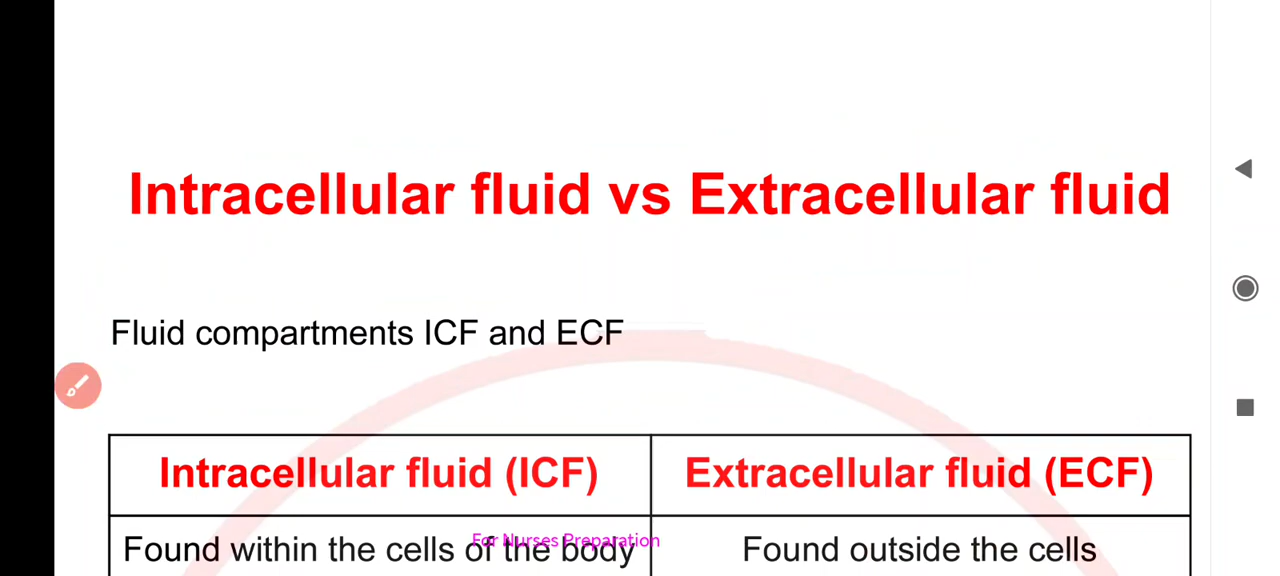 Intracellular fluid vs Extracellular fluid
Fluid compartments ICF and ECF
Intracellular fluid (ICF)
Extracellular fluid (ECF)
Found within the cells of the body
Found outside the cells
For Nurses Preparation